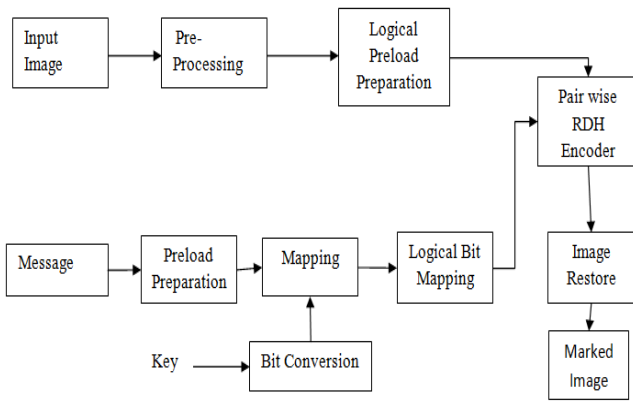 Input
Image
Pre-
Processing
Logical
Preload
Preparation
Pair wise
RDH
Encoder
Message
Preload
Preparation
Mapping
Logical Bit
Mapping
Image
Restore
Key
Bit Conversion
Marked
Image